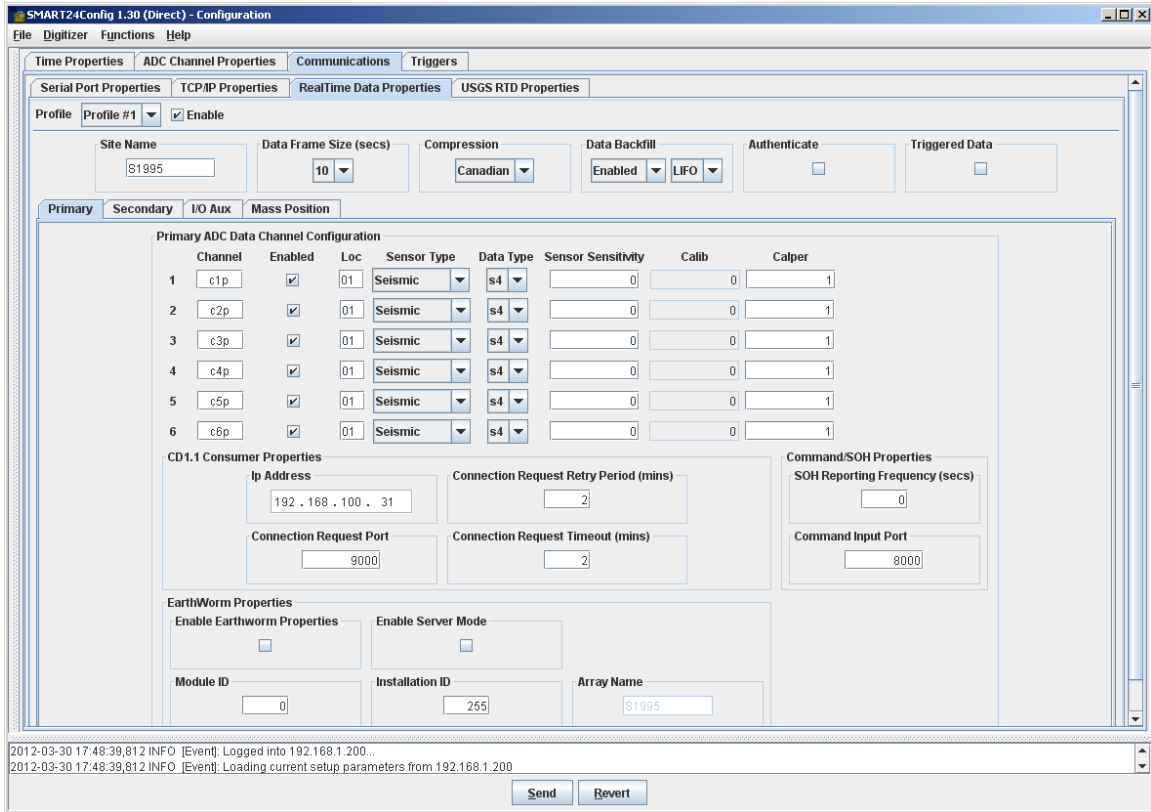 SMART24Config 1.30 (Direct) - Configuration
File Digitizer Functions Help
Time Properties ADC Channel Properties Communications Triggers
Serial Port Properties TCP/IP Properties RealTime Data Properties USGS RTD Properties
Profile Profile #1 Enable
Site Name Data Frame Size (secs) Compression Data Backfill Authenticate Triggered Data
S1995 10 Canadian Enabled LIFO
Primary Secondary I/O Aux Mass Position
Primary ADC Data Channel Configuration
Channel Enabled Loc Sensor Type Data Type Sensor Sensitivity Calib Calper
1 c1p 01 Seismic s4 0 0 1
2 c2p 01 Seismic s4 0 0 1
3 c3p 01 Seismic s4 0 0 1
4 c4p 01 Seismic s4 0 0 1
5 c5p 01 Seismic s4 0 0 1
6 c6p 01 Seismic s4 0 0 1
CD1.1 Consumer Properties Command/SOH Properties
Ip Address Connection Request Retry Period (mins) SOH Reporting Frequency (secs)
192 . 168 . 100 . 31 2 0
Connection Request Port Connection Request Timeout (mins) Command Input Port
9000 2 8000
EarthWorm Properties
Enable Earthworm Properties Enable Server Mode
Module ID Installation ID Array Name
0 255 S1995
2012-03-30 17:48:39,812 INFO [Event]: Logged into 192.168.1.200...
2012-03-30 17:48:39,812 INFO [Event]: Loading current setup parameters from 192.168.1.200
Send Revert